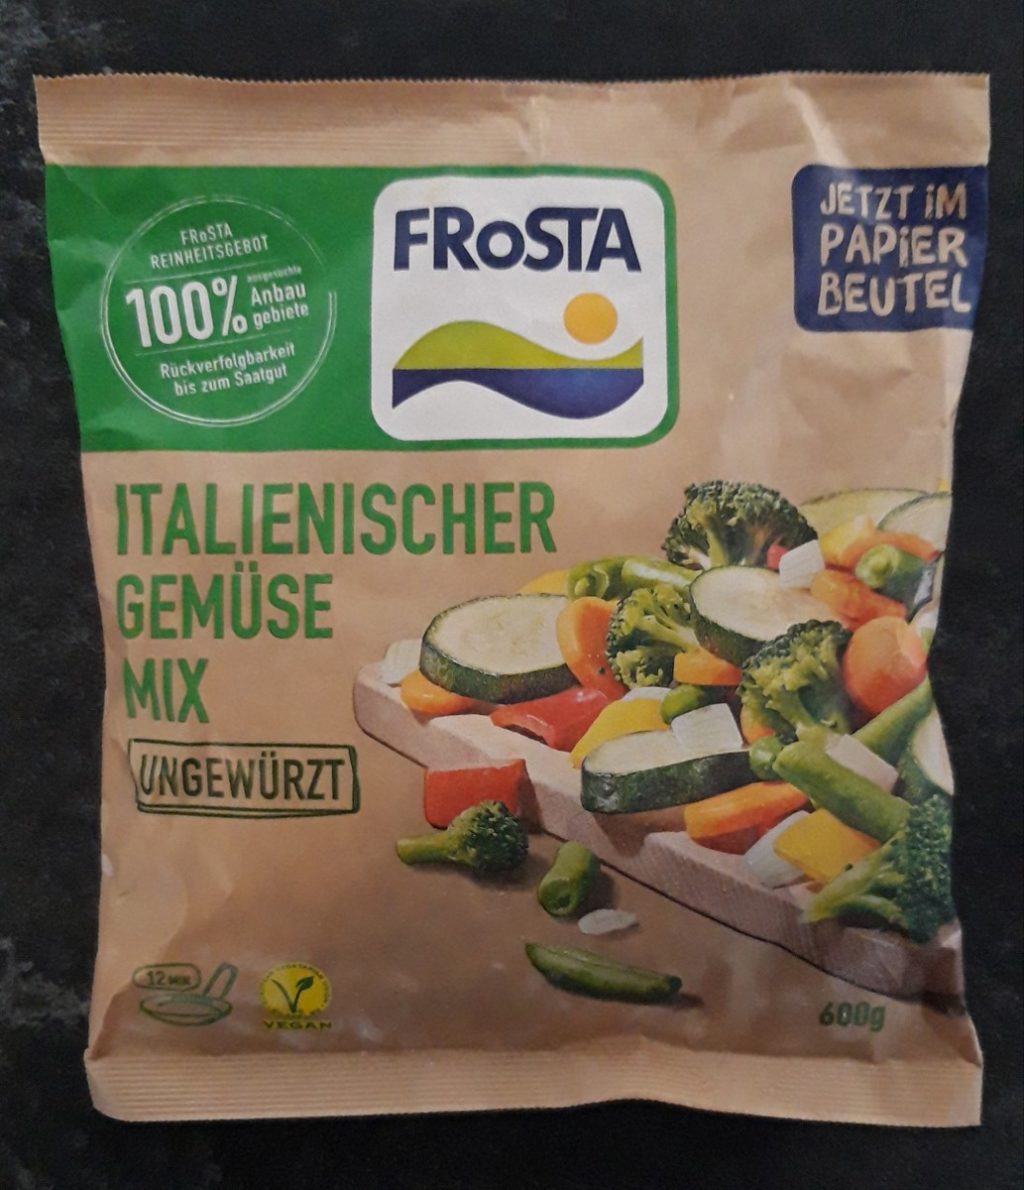 FRoSTA
REINHEITSGEBOT
100%
ausgesuchte
Anbau
gebiete
Rückverfolgbarkeit
bis zum Saatgut
FRoSTA
JETZT iM
PAPiER
BEUTEL
ITALIENISCHER
GEMÜSE
MIX
UNGEWÜRZT
12 MIN
VEGAN
600g